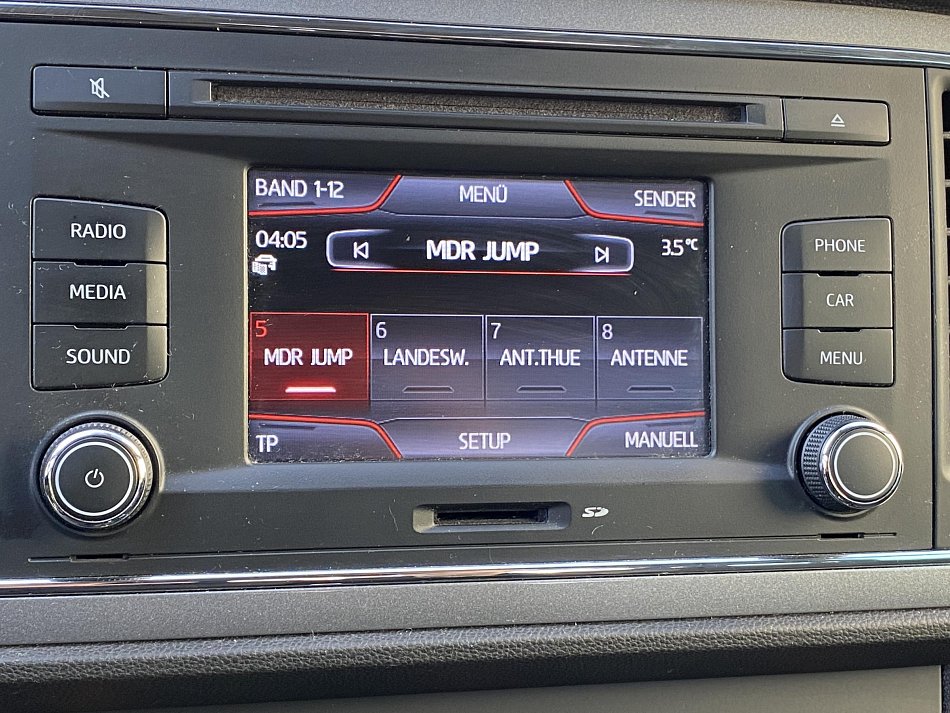 RADIO
MEDIA
SOUND
BAND 1-12
MENÜ
SENDER
04:05
MDR JUMP
3.5 °C
5
MDR JUMP
6
LANDESW.
7
ANT.THUE
8
ANTENNE
TP
SETUP
MANUELL
PHONE
CAR
MENU
SD